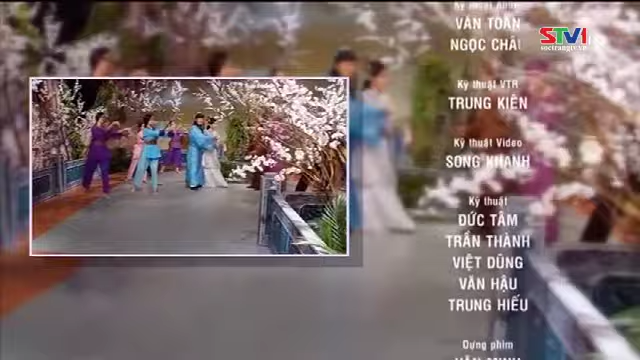 VĂN TOÀN
NGỌC CHÂU
STV1
soctrangtv.vn
Kỹ thuật VTR
TRUNG KIÊN
Kỹ thuật Video
SONG KHANH
Kỹ thuật
ĐỨC TÂM
TRẦN THÀNH
VIỆT DŨNG
VĂN HẬU
TRUNG HIẾU
Dựng phim